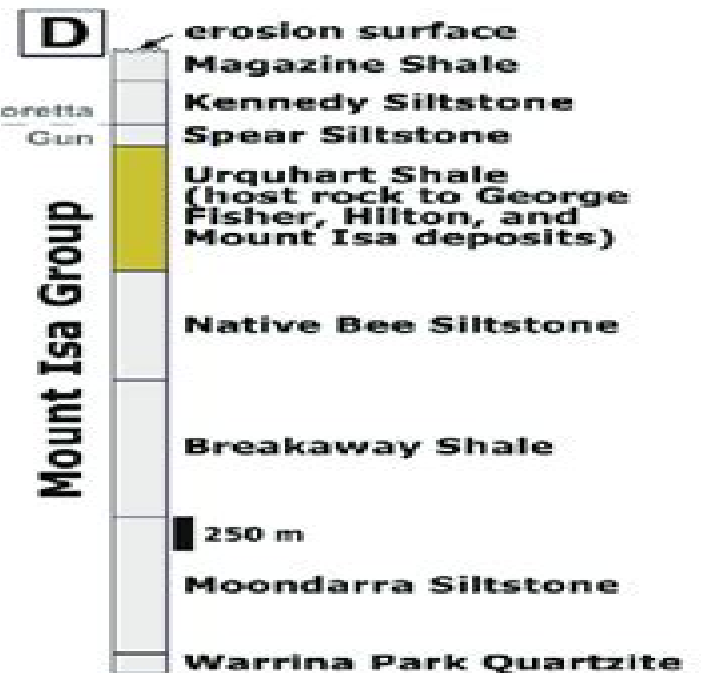 D
erosion surface
Magazine Shale
Kennedy Siltstone
oretta
Gun
Spear Siltstone
Urquhart Shale
(host rock to George
Fisher, Hilton, and
Mount Isa deposits)
Mount Isa Group
Native Bee Siltstone
Breakaway Shale
250 m
Moondarra Siltstone
Warrina Park Quartzite